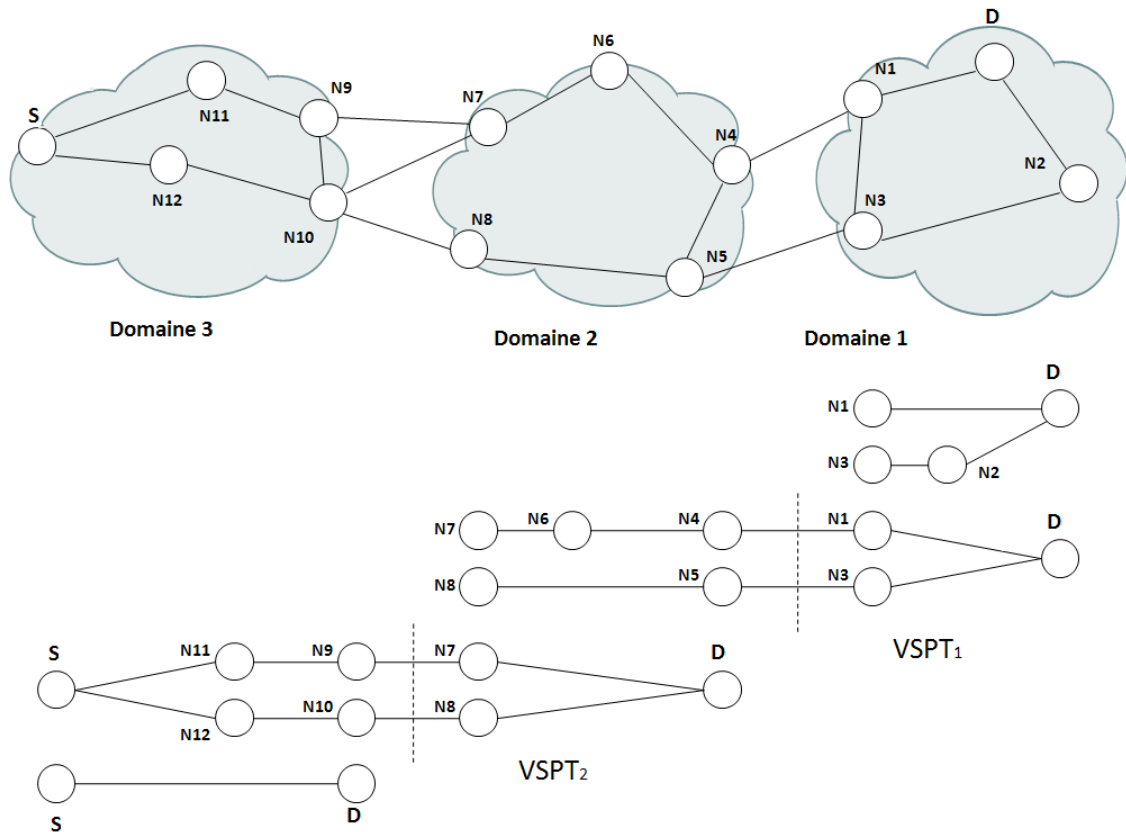 D
N6
N1
N9
N7
S
N11
N4
N2
N12
N3
N8
N10
N5
Domaine 3
Domaine 2
Domaine 1
D
N1
N3
N2
N7
N6
N4
N1
D
N8
N5
N3
VSPT1
S
N11
N9
N7
D
N12
N10
N8
VSPT2
S
D